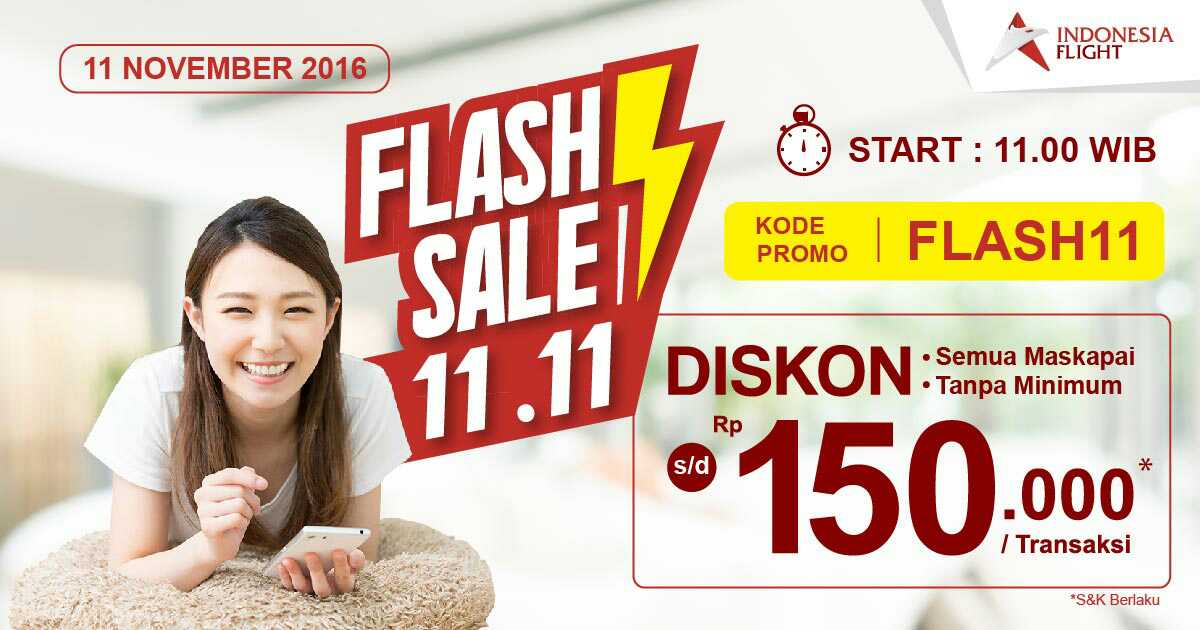 11 NOVEMBER 2016
INDONESIA
FLIGHT
FLASH
SALE
11.11
START : 11.00 WIB
KODE
PROMO
FLASH11
DISKON
• Semua Maskapai
• Tanpa Minimum
s/d
Rp
150.000*
/ Transaksi
*S&K Berlaku